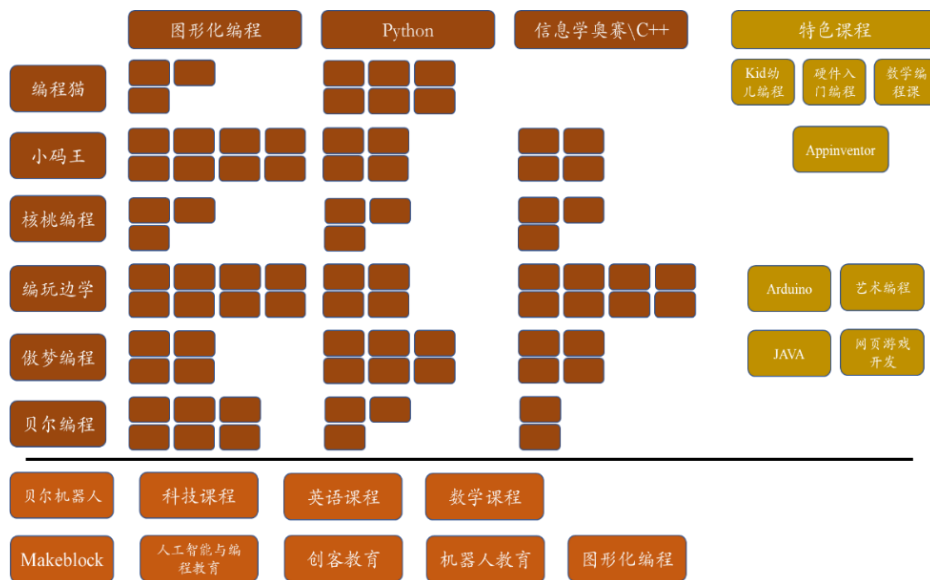 图形化编程
Python
信息学奥赛\C++
特色课程
编程猫
Kid幼
儿编程
硬件入
门编程
数学编
程课
小码王
Appinventor
核桃编程
编玩边学
Arduino
艺术编程
傲梦编程
JAVA
网页游戏
开发
贝尔编程
贝尔机器人
科技课程
英语课程
数学课程
Makeblock
人工智能与编
程教育
创客教育
机器人教育
图形化编程